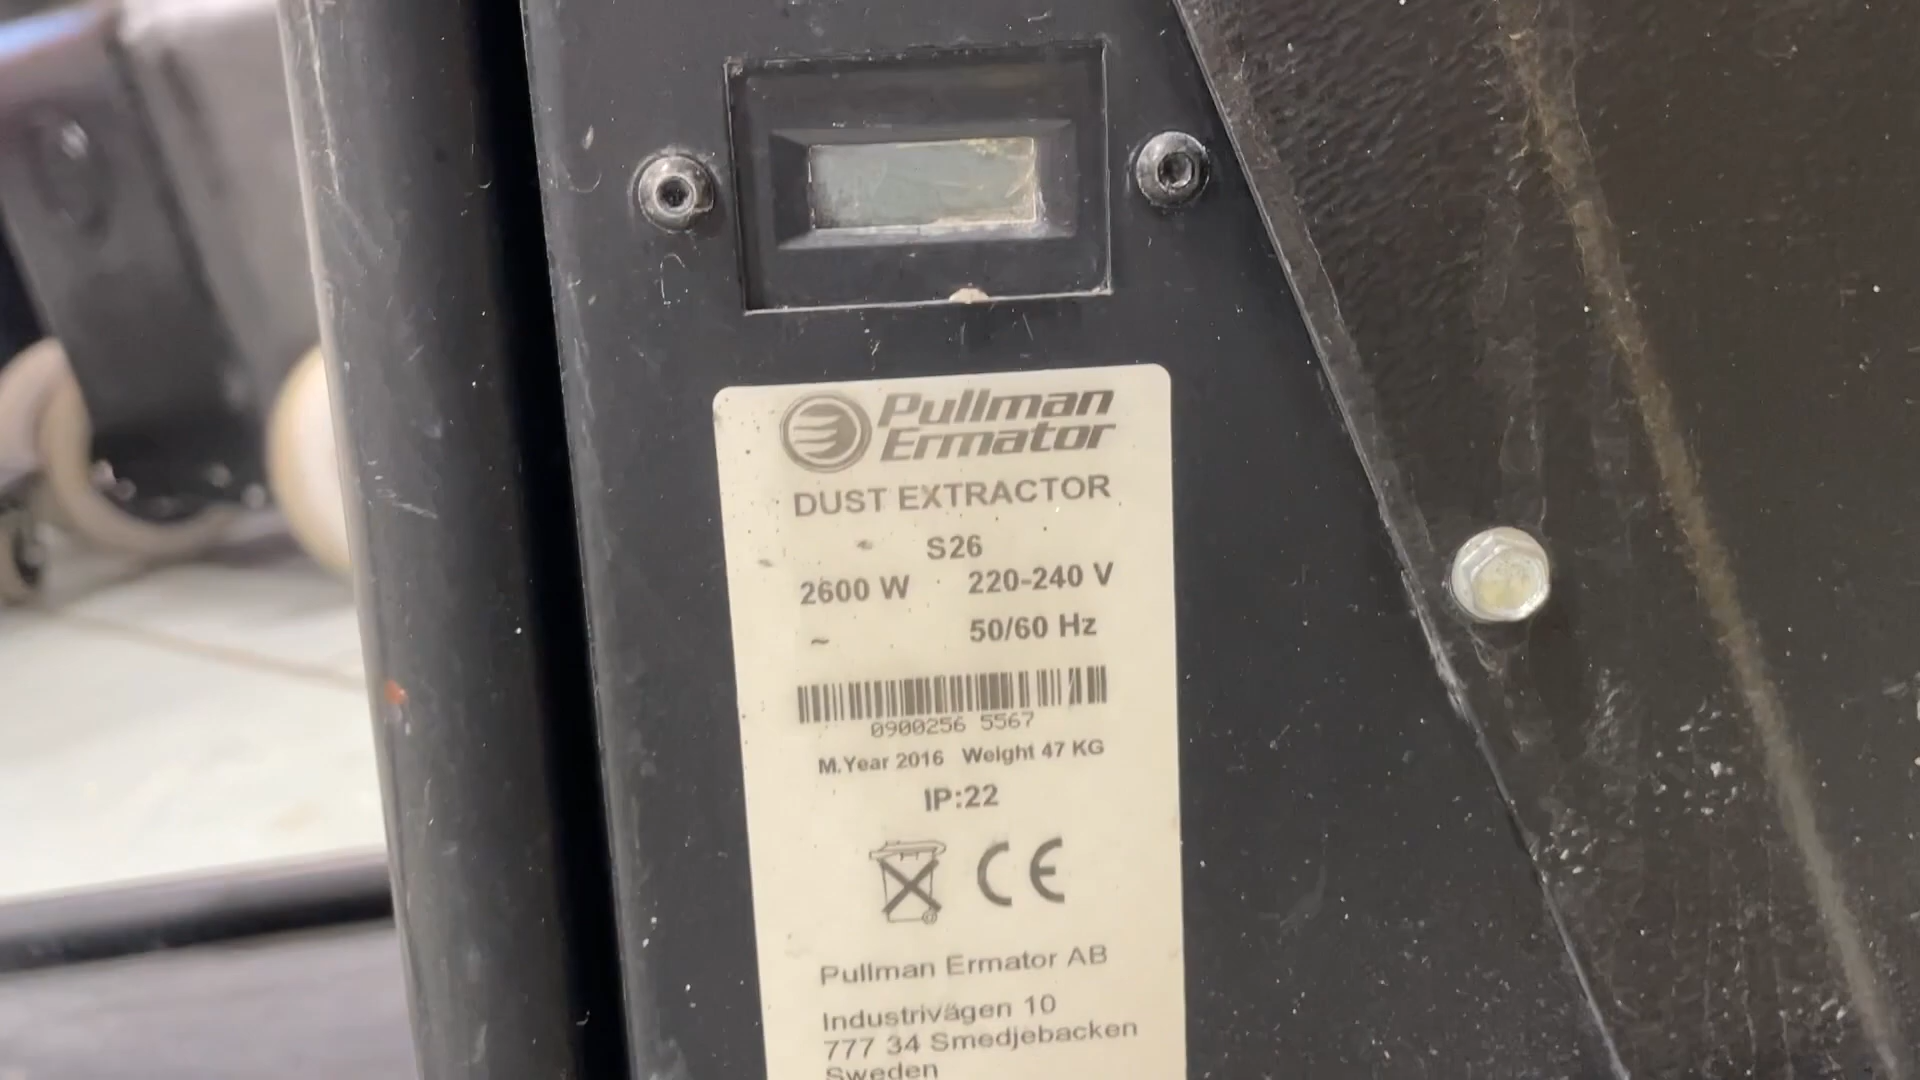 Pullman
Ermator
DUST EXTRACTOR
S26
2600 W 220-240 V
~ 50/60 Hz
0900256 5567
M.Year 2016 Weight 47 KG
IP:22
CE
Pullman Ermator AB
Industrivägen 10
777 34 Smedjebacken
Sweden